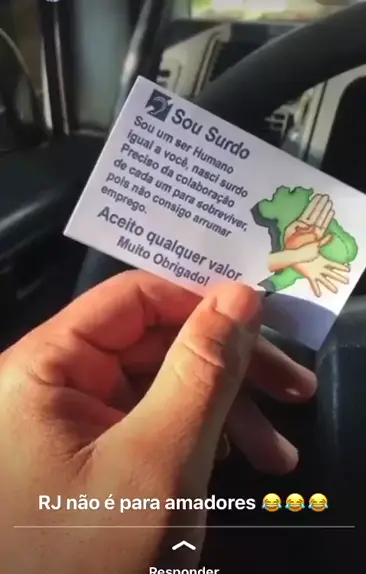 Sou Surdo
Sou um ser Humano
igual a você, nasci surdo
Preciso da colaboração
de cada um para sobreviver,
pois não consigo arrumar
emprego.
Aceito qualquer valor
Muito Obrigado!
RJ não é para amadores 😂😂😂
Responder